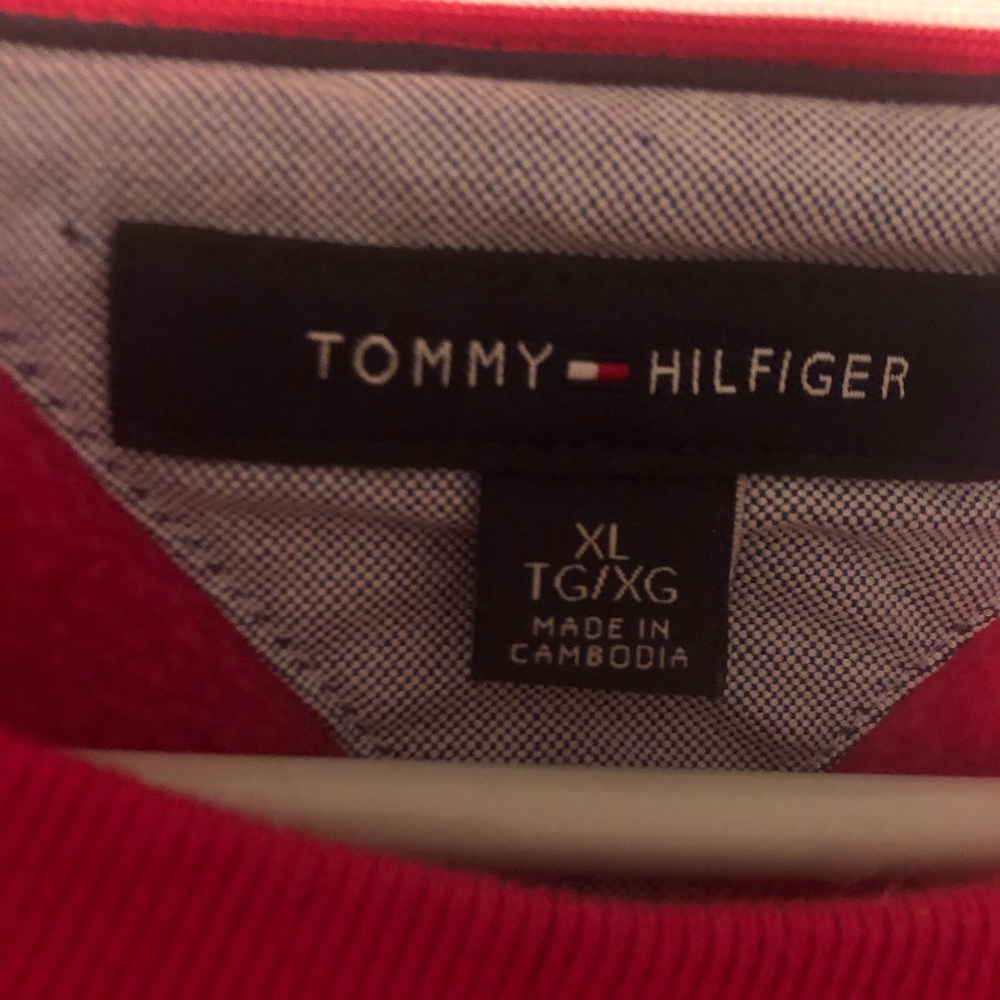 TOMMY HILFIGER
XL
TG/XG
MADE IN
CAMBODIA